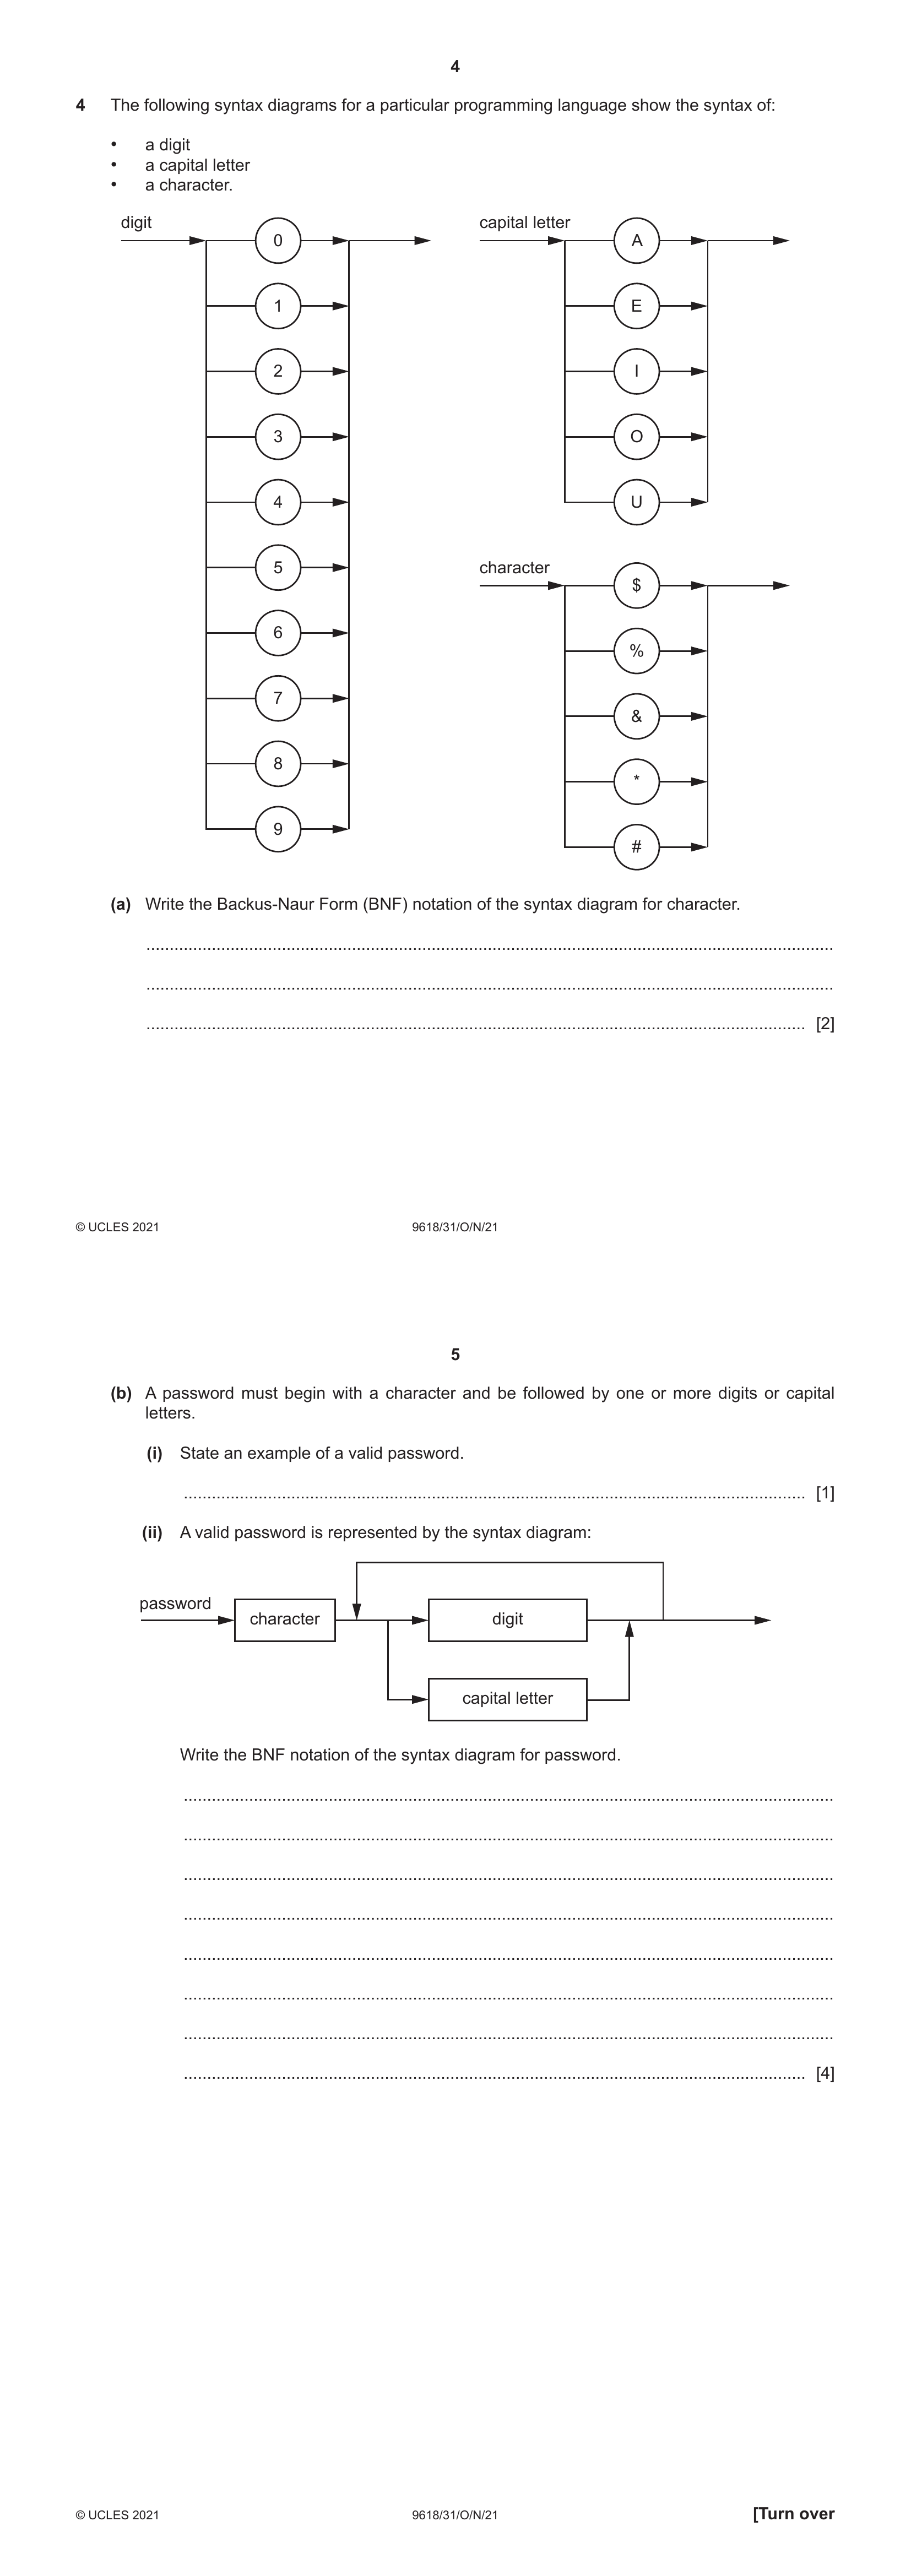 4
4 The following syntax diagrams for a particular programming language show the syntax of:
• a digit
• a capital letter
• a character.
digit
0
1
2
3
4
5
6
7
8
9
capital letter
A
E
I
O
U
character
$
%
&
*
#
(a) Write the Backus-Naur Form (BNF) notation of the syntax diagram for character.
[2]
© UCLES 2021 9618/31/O/N/21
5
(b) A password must begin with a character and be followed by one or more digits or capital
letters.
(i) State an example of a valid password.
[1]
(ii) A valid password is represented by the syntax diagram:
password
character
digit
capital letter
Write the BNF notation of the syntax diagram for password.
[4]
© UCLES 2021 9618/31/O/N/21 [Turn over